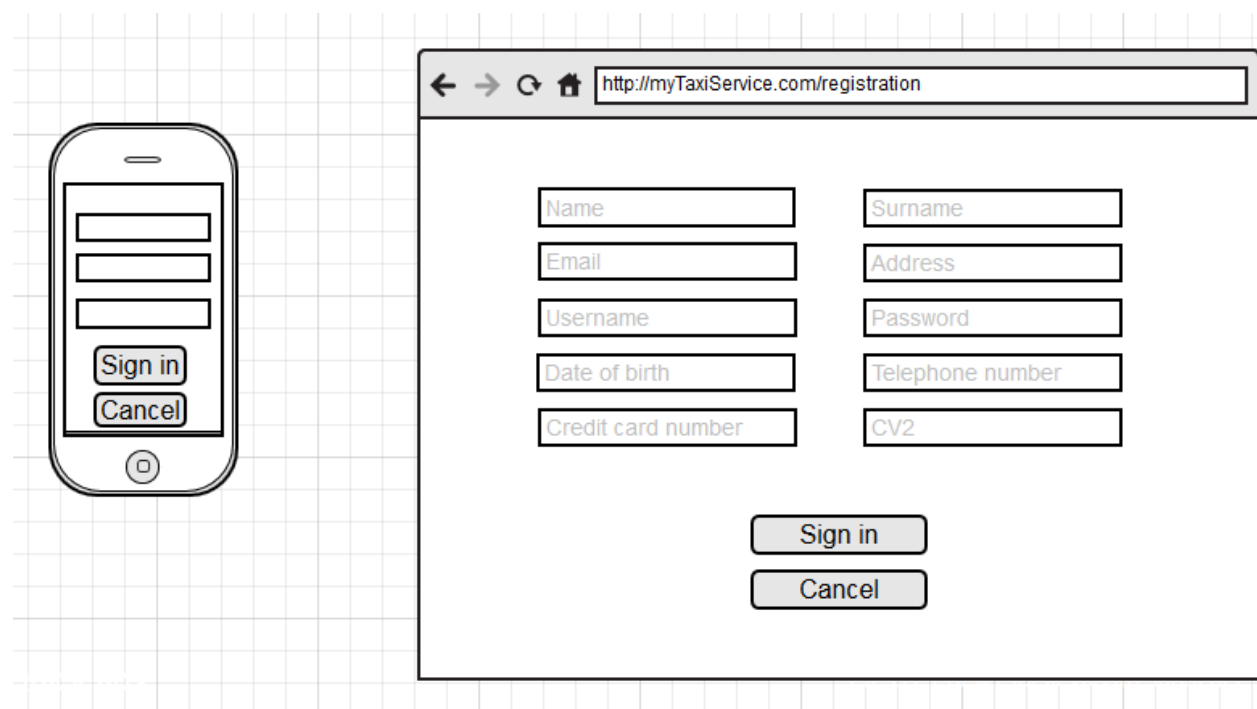 http://myTaxiService.com/registration
Name
Surname
Email
Address
Username
Password
Date of birth
Telephone number
Credit card number
CV2
Sign in
Cancel
Sign in
Cancel